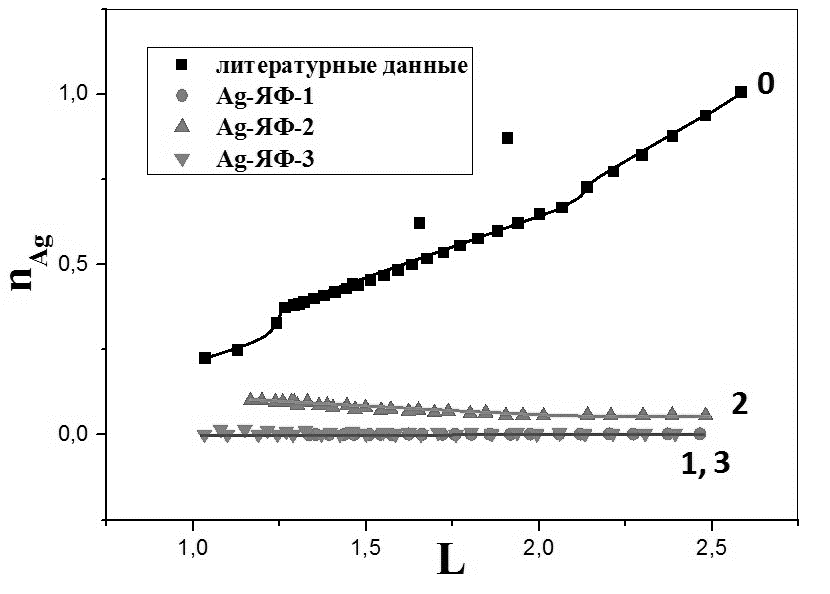 литературные данные
Ag-ЯФ-1
Ag-ЯФ-2
Ag-ЯФ-3
0
2
1, 3
1,0
0,5
0,0
nAg
1,0
1,5
2,0
2,5
L